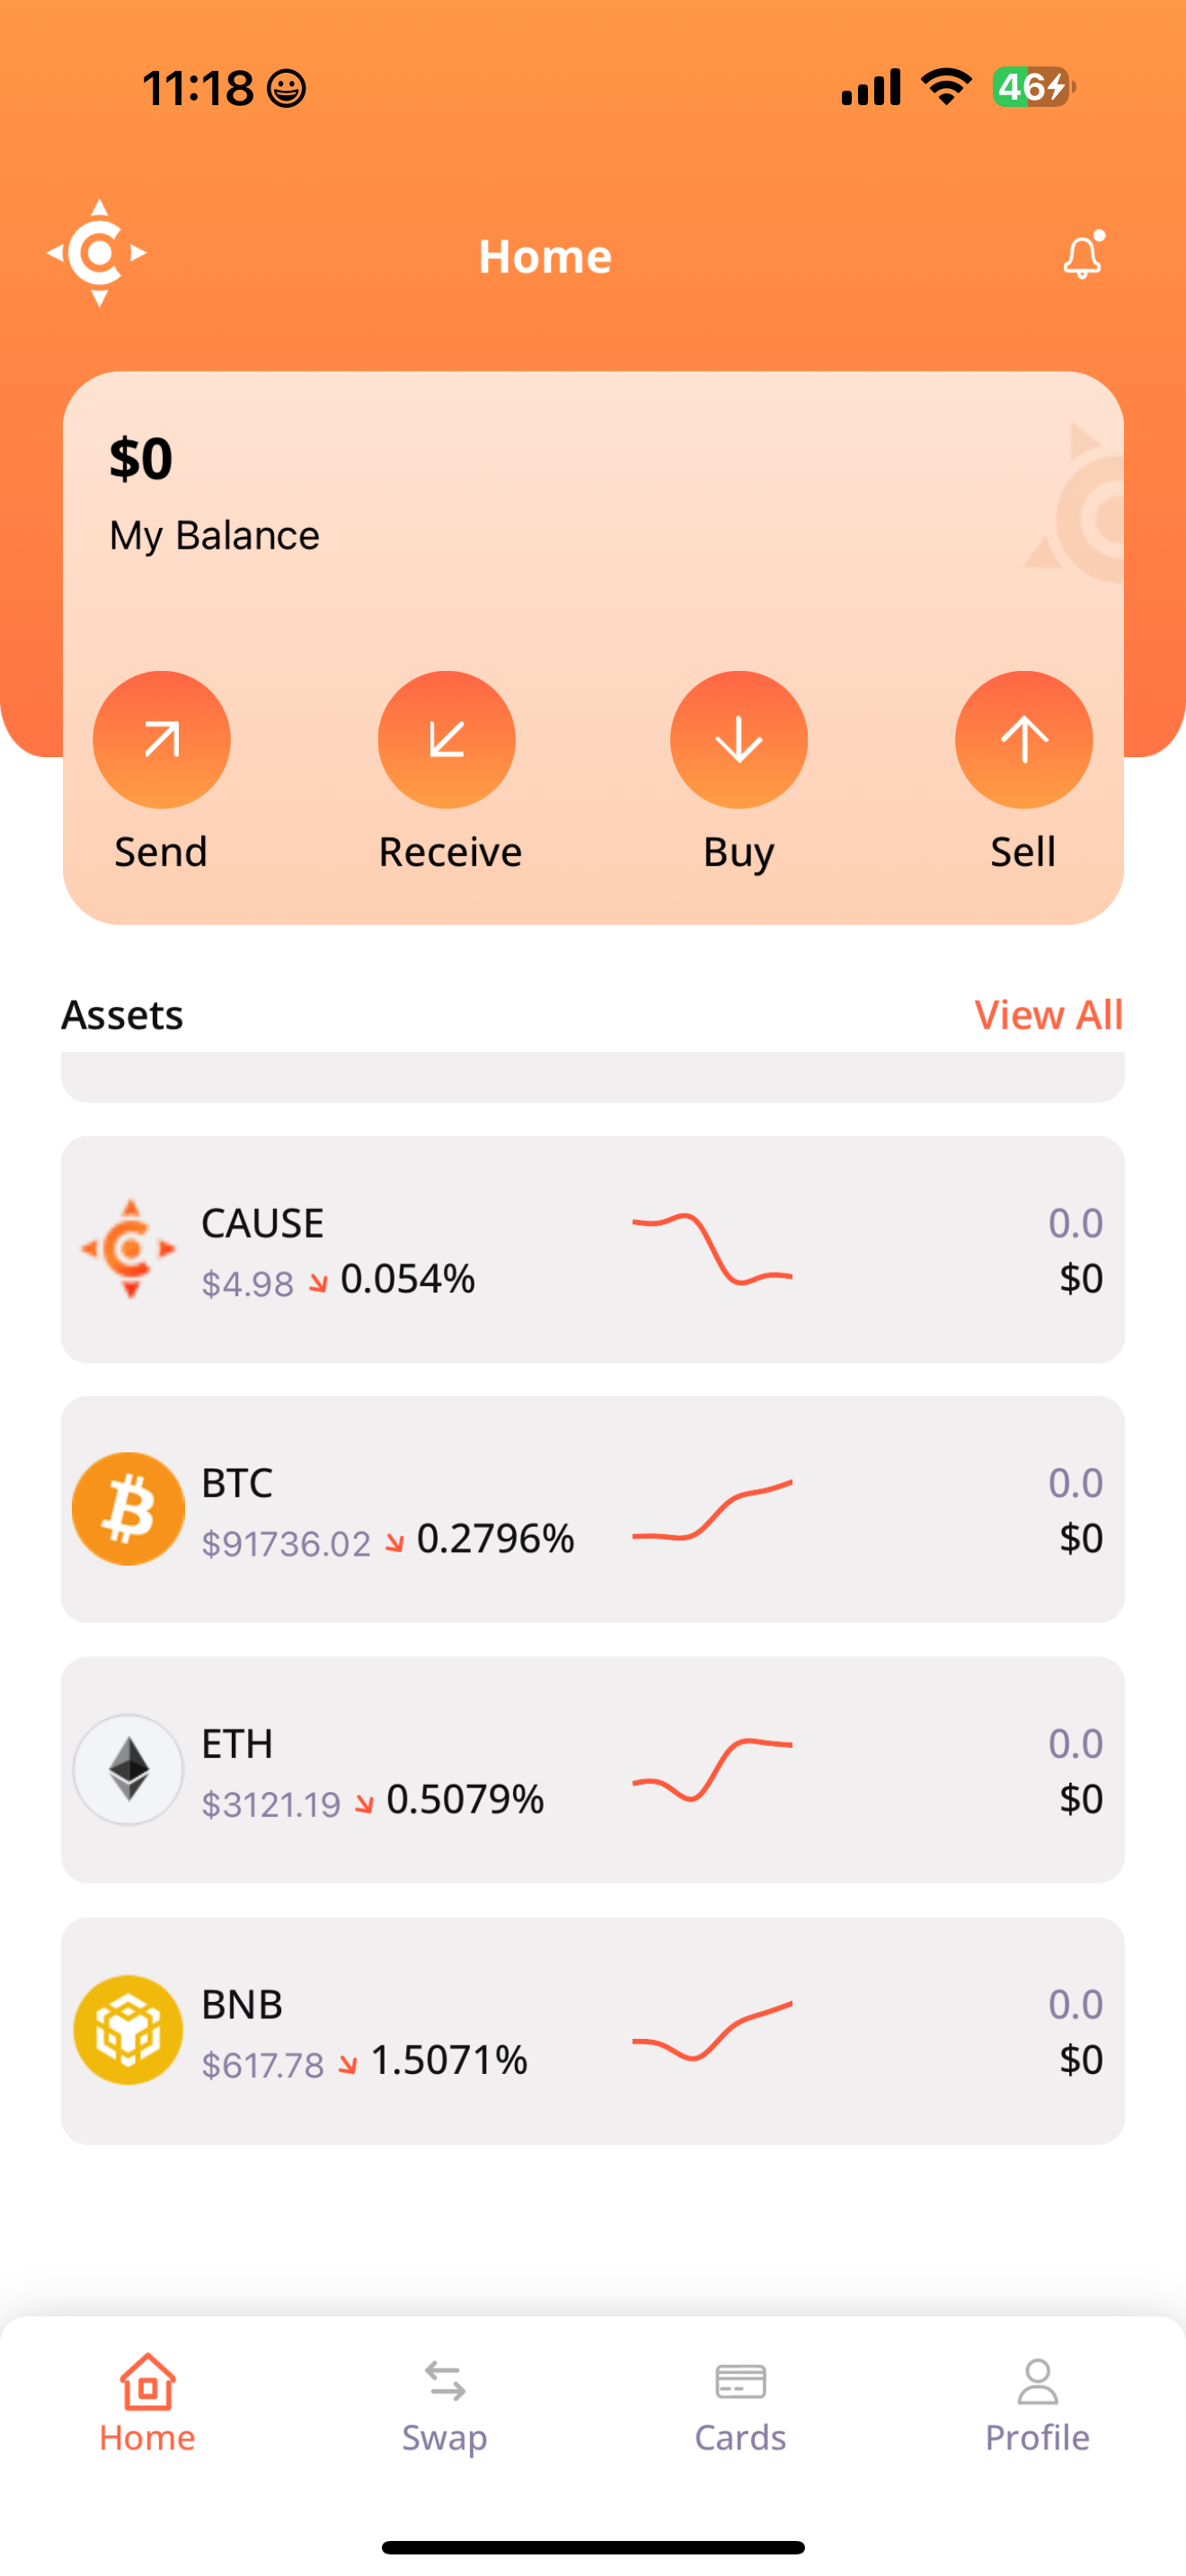 11:18
46
Home
$0
My Balance
Send Receive Buy Sell
Assets View All
CAUSE 0.0
$4.98 0.054% $0
BTC 0.0
$91736.02 0.2796% $0
ETH 0.0
$3121.19 0.5079% $0
BNB 0.0
$617.78 1.5071% $0
Home Swap Cards Profile